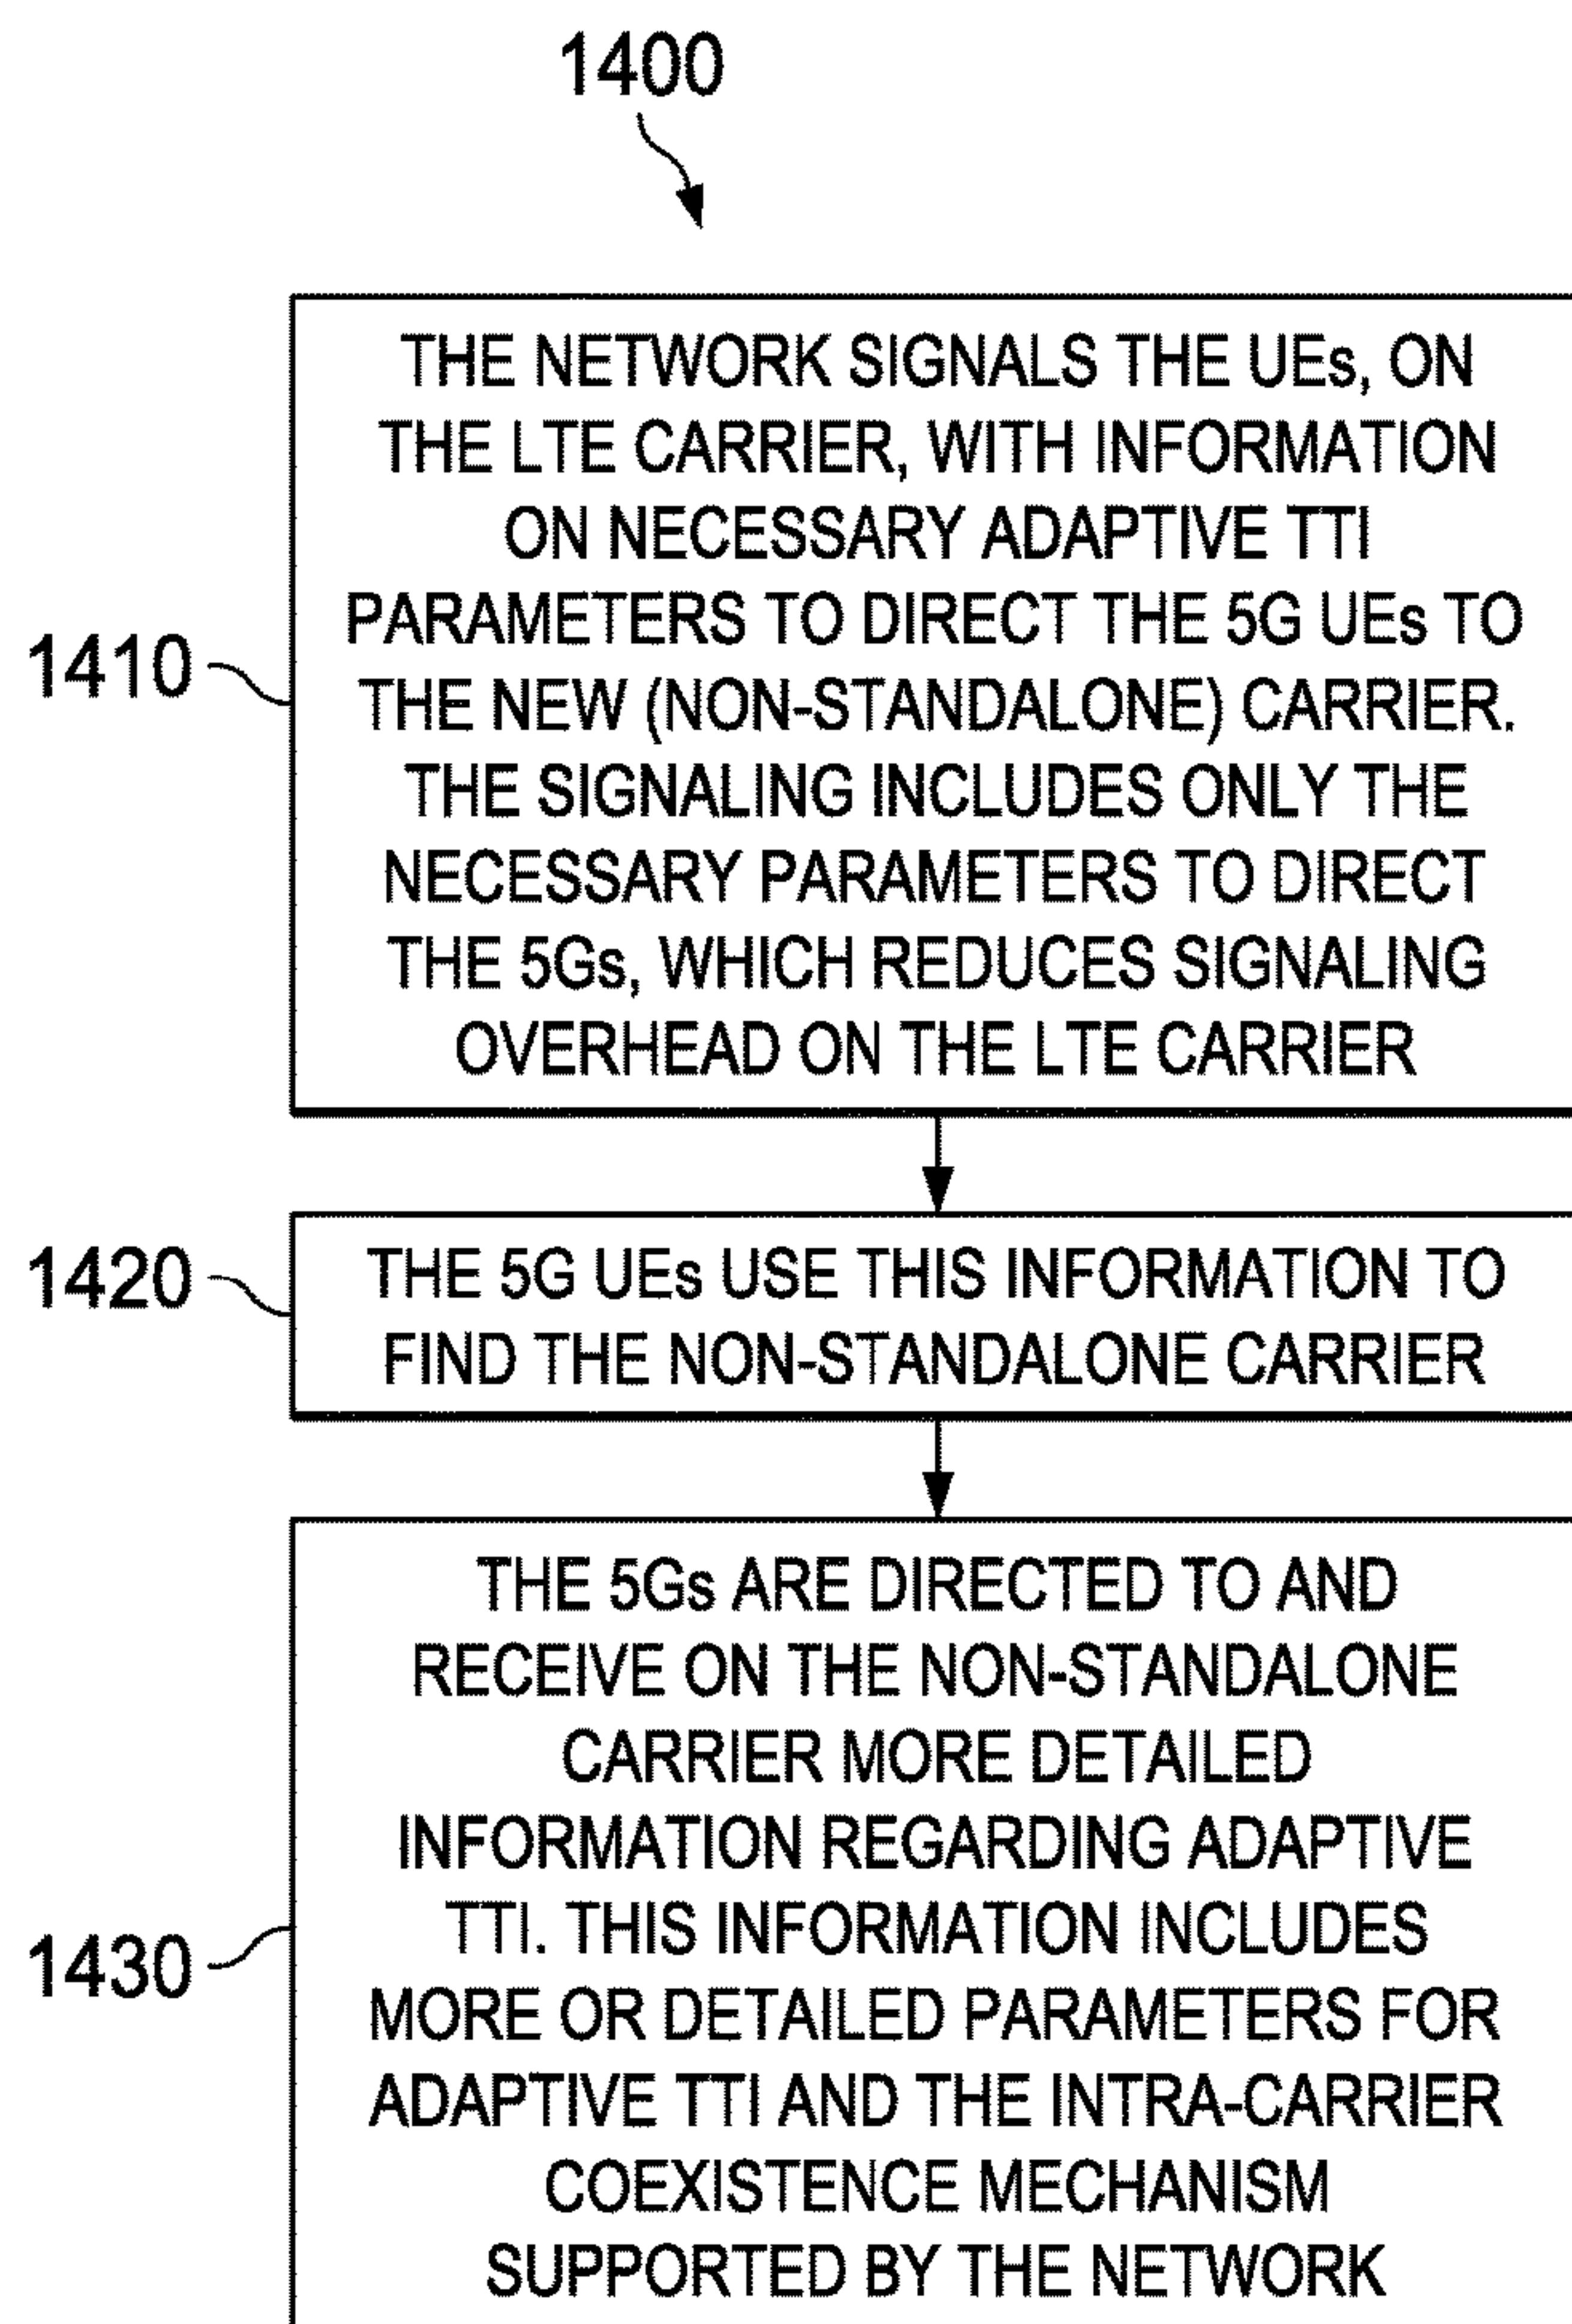 1400
THE NETWORK SIGNALS THE UEs, ON
THE LTE CARRIER, WITH INFORMATION
ON NECESSARY ADAPTIVE TTI
PARAMETERS TO DIRECT THE 5G UEs TO
THE NEW (NON-STANDALONE) CARRIER.
THE SIGNALING INCLUDES ONLY THE
NECESSARY PARAMETERS TO DIRECT
THE 5Gs, WHICH REDUCES SIGNALING
OVERHEAD ON THE LTE CARRIER
1410
THE 5G UEs USE THIS INFORMATION TO
FIND THE NON-STANDALONE CARRIER
1420
THE 5Gs ARE DIRECTED TO AND
RECEIVE ON THE NON-STANDALONE
CARRIER MORE DETAILED
INFORMATION REGARDING ADAPTIVE
TTI. THIS INFORMATION INCLUDES
MORE OR DETAILED PARAMETERS FOR
ADAPTIVE TTI AND THE INTRA-CARRIER
COEXISTENCE MECHANISM
SUPPORTED BY THE NETWORK
1430